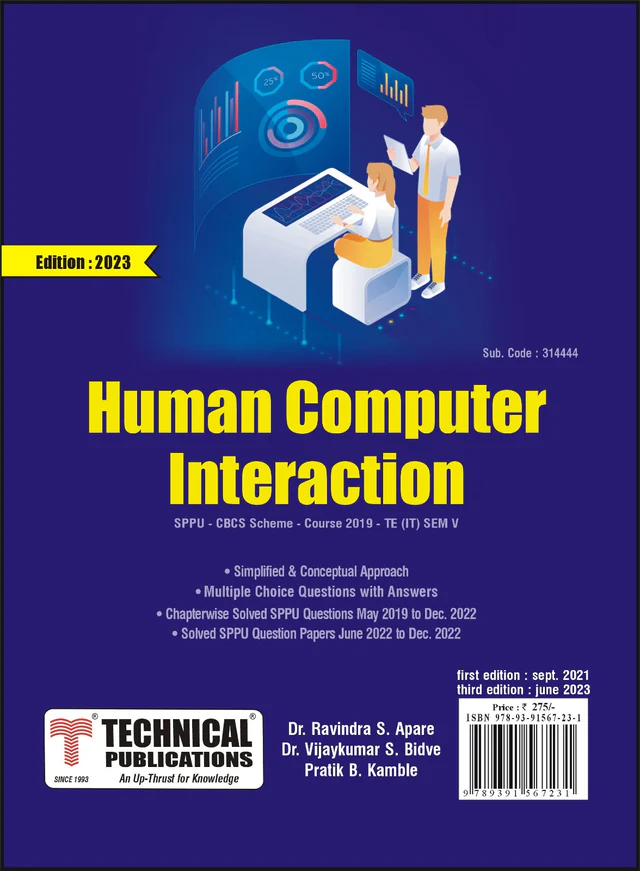 25%
50%
Edition : 2023
Sub. Code : 314444
Human Computer
Interaction
SPPU - CBCS Scheme - Course 2019 - TE (IT) SEM V
• Simplified & Conceptual Approach
• Multiple Choice Questions with Answers
• Chapterwise Solved SPPU Questions May 2019 to Dec. 2022
• Solved SPPU Question Papers June 2022 to Dec. 2022
first edition : sept. 2021
third edition : june 2023
Price : ₹ 275/-
ISBN 978-93-91567-23-1
9 789391 567231
®
TECHNICAL®
PUBLICATIONS
SINCE 1993
An Up-Thrust for Knowledge
Dr. Ravindra S. Apare
Dr. Vijaykumar S. Bidve
Pratik B. Kamble